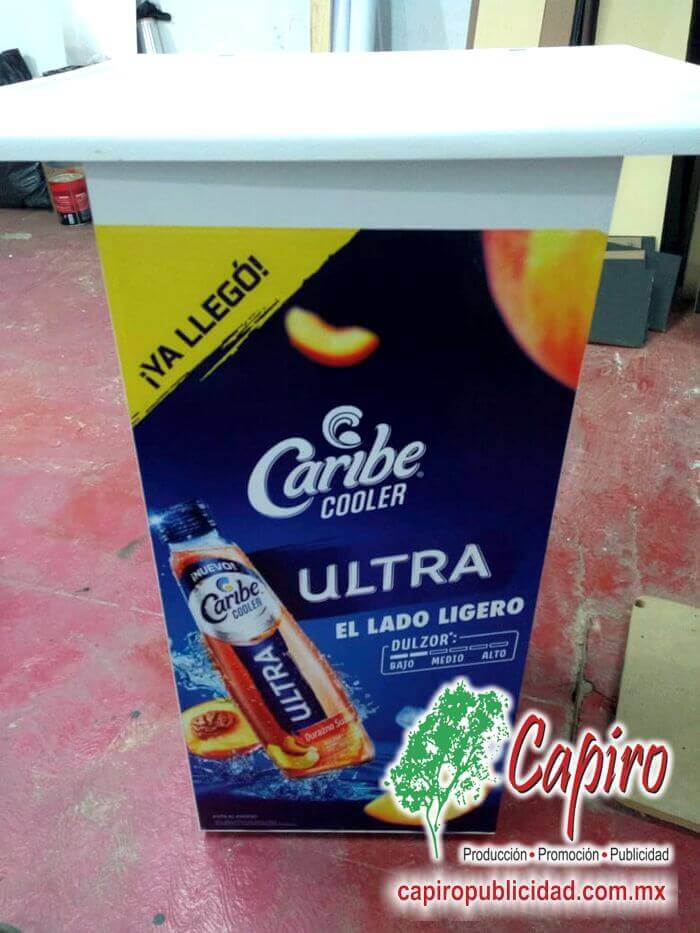 ¡YA LLEGÓ!
Caribe
COOLER
ULTRA
EL LADO LIGERO
DULZOR*:
BAJO MEDIO ALTO
¡NUEVO!
Caribe
COOLER
ULTRA
Durazno
Capiro
Producción • Promoción • Publicidad
capiropublicidad.com.mx